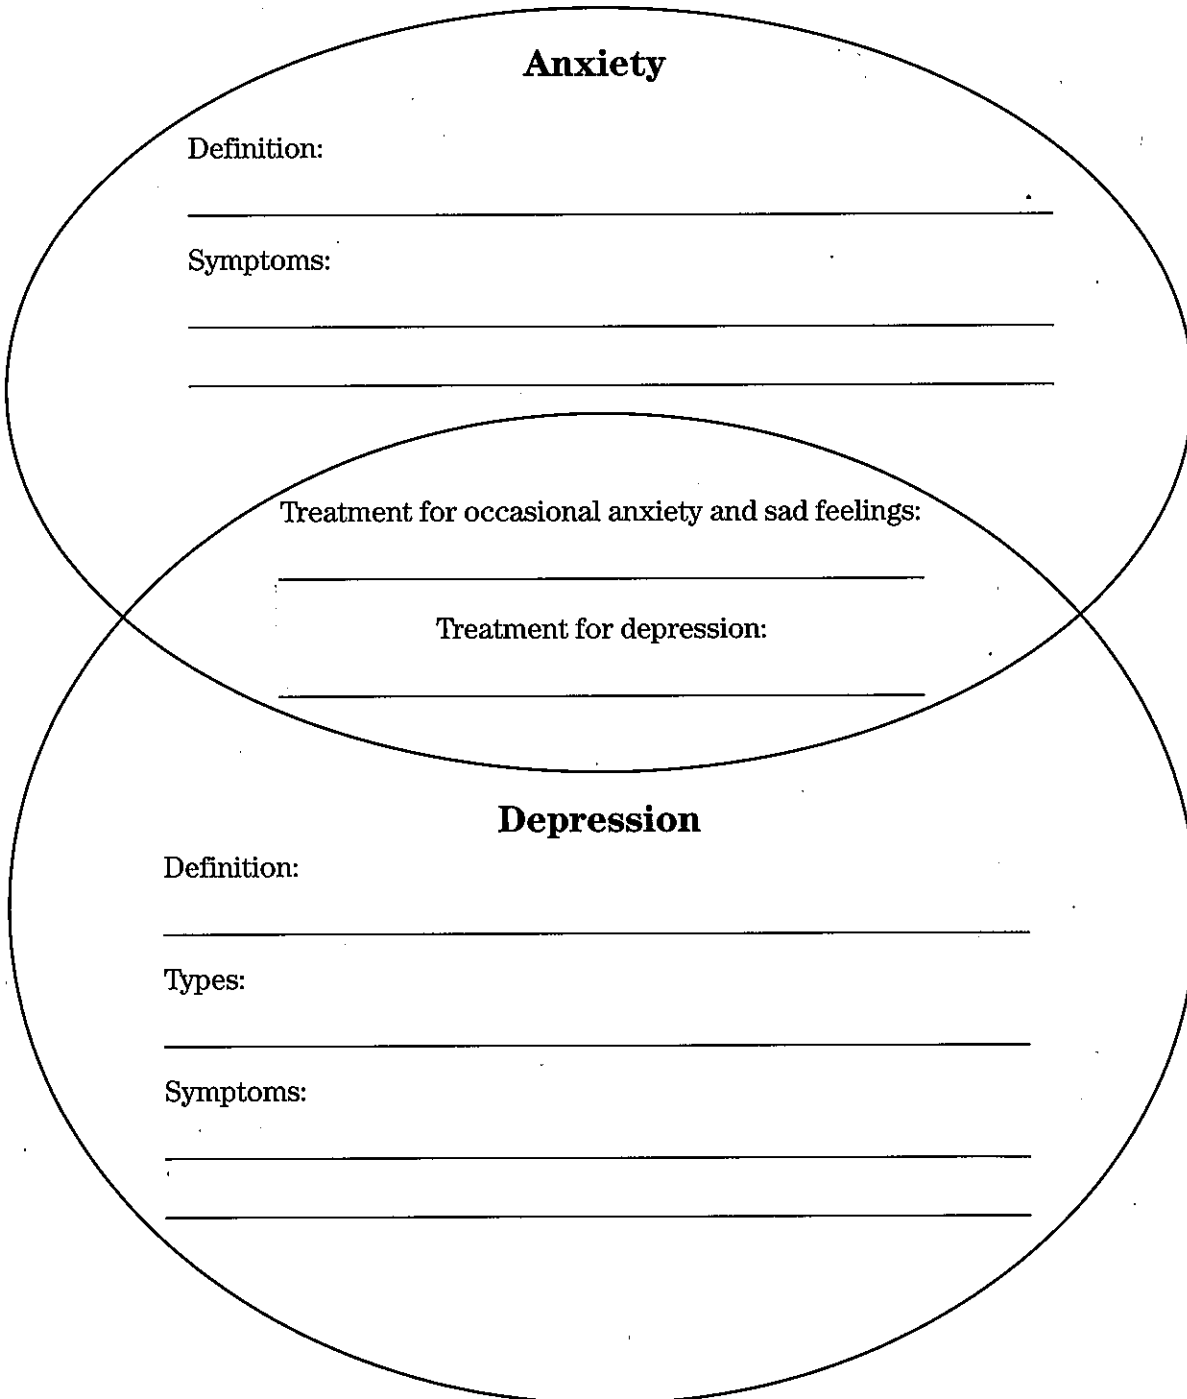 Anxiety
Definition:
Symptoms:
Treatment for occasional anxiety and sad feelings:
Treatment for depression:
Depression
Definition:
Types:
Symptoms: